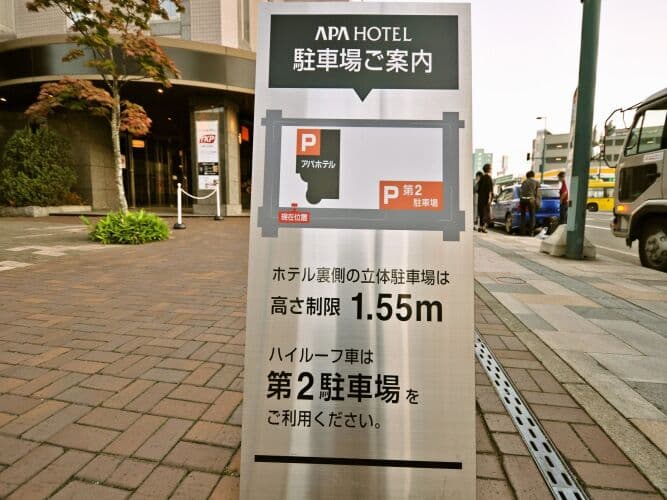 APA HOTEL
駐車場ご案内
P
アパホテル
P 第2
駐車場
現在位置
ホテル裏側の立体駐車場は
高さ制限 1.55m
ハイルーフ車は
第2駐車場を
ご利用ください。
TKP